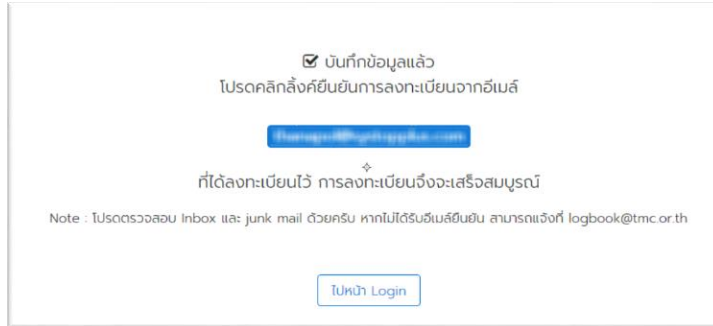 บันทึกข้อมูลแล้ว
โปรดคลิกลิ้งค์ยืนยันการลงทะเบียนจากอีเมล์
ที่ได้ลงทะเบียนไว้ การลงทะเบียนจึงจะเสร็จสมบูรณ์
Note : โปรดตรวจสอบ Inbox และ junk mail ด้วยครับ หากไม่ได้รับอีเมล์ยืนยัน สามารถแจ้งที่ logbook@tmc.or.th
ไปหน้า Login